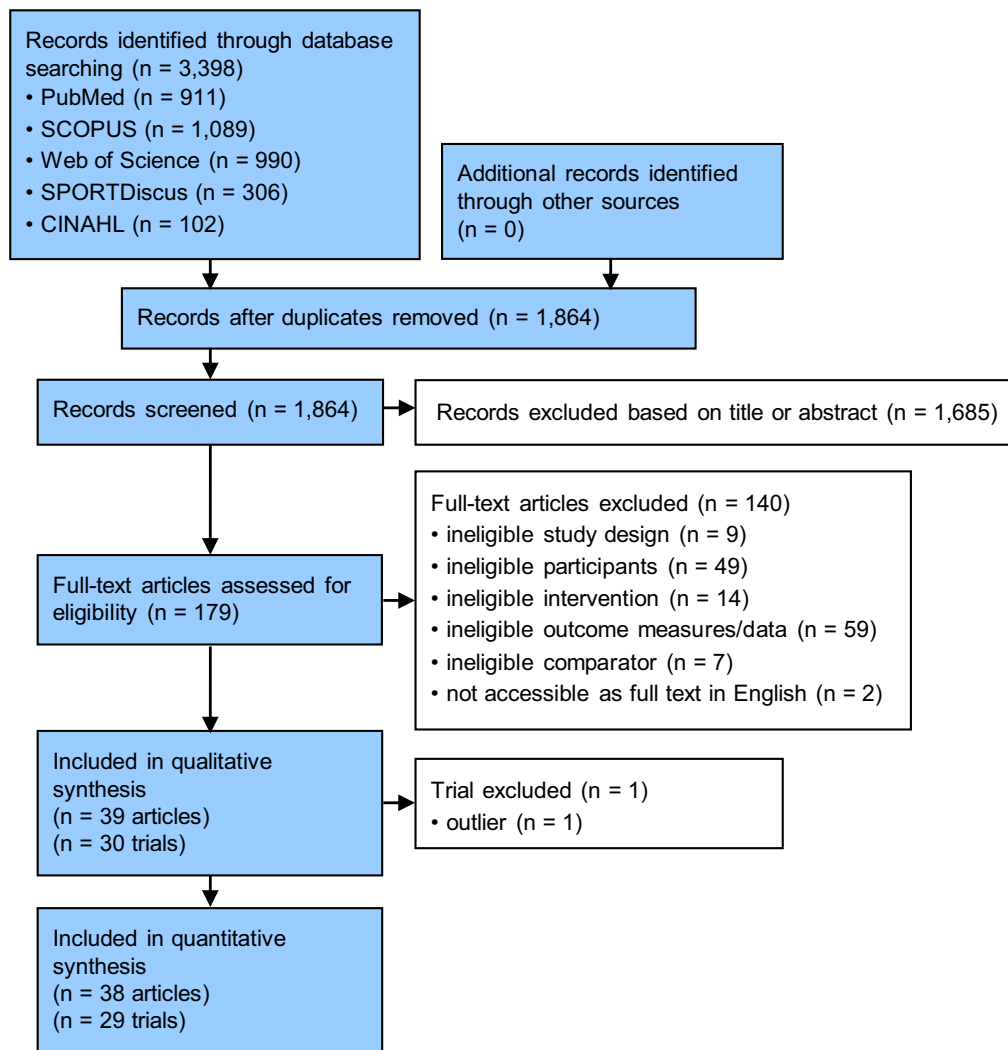 Records identified through database
searching (n = 3,398)
• PubMed (n = 911)
• SCOPUS (n = 1,089)
• Web of Science (n = 990)
• SPORTDiscus (n = 306)
• CINAHL (n = 102)
Additional records identified
through other sources
(n = 0)
Records after duplicates removed (n = 1,864)
Records screened (n = 1,864)
Records excluded based on title or abstract (n = 1,685)
Full-text articles assessed for
eligibility (n = 179)
Full-text articles excluded (n = 140)
• ineligible study design (n = 9)
• ineligible participants (n = 49)
• ineligible intervention (n = 14)
• ineligible outcome measures/data (n = 59)
• ineligible comparator (n = 7)
• not accessible as full text in English (n = 2)
Included in qualitative
synthesis
(n = 39 articles)
(n = 30 trials)
Trial excluded (n = 1)
• outlier (n = 1)
Included in quantitative
synthesis
(n = 38 articles)
(n = 29 trials)